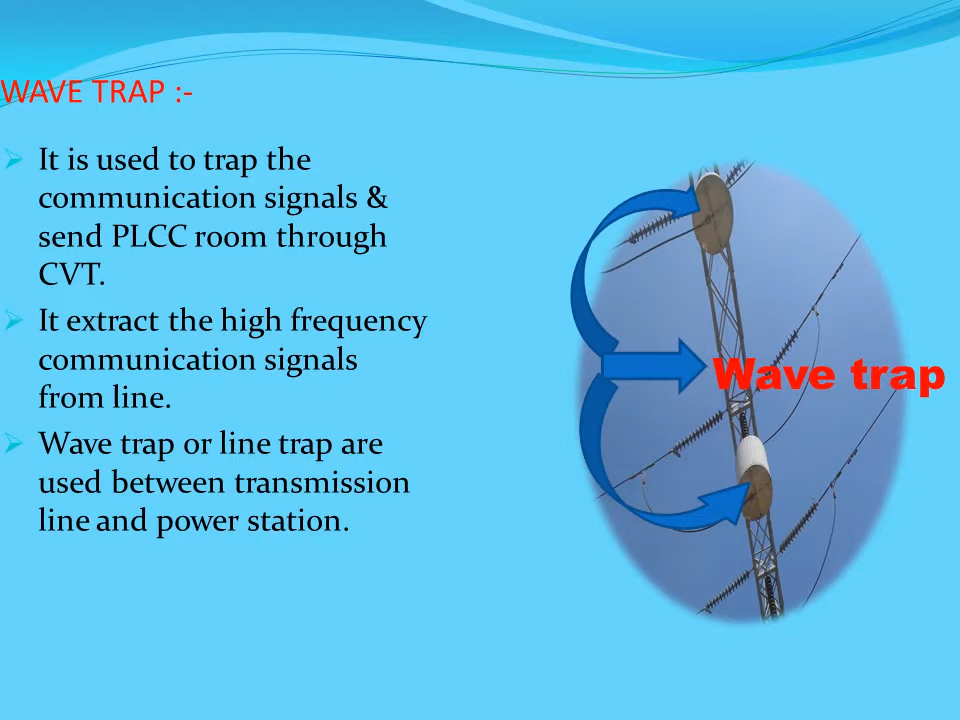 WAVE TRAP :-
It is used to trap the
communication signals &
send PLCC room through
CVT.
It extract the high frequency
communication signals
from line.
Wave trap or line trap are
used between transmission
line and power station.
Wave trap